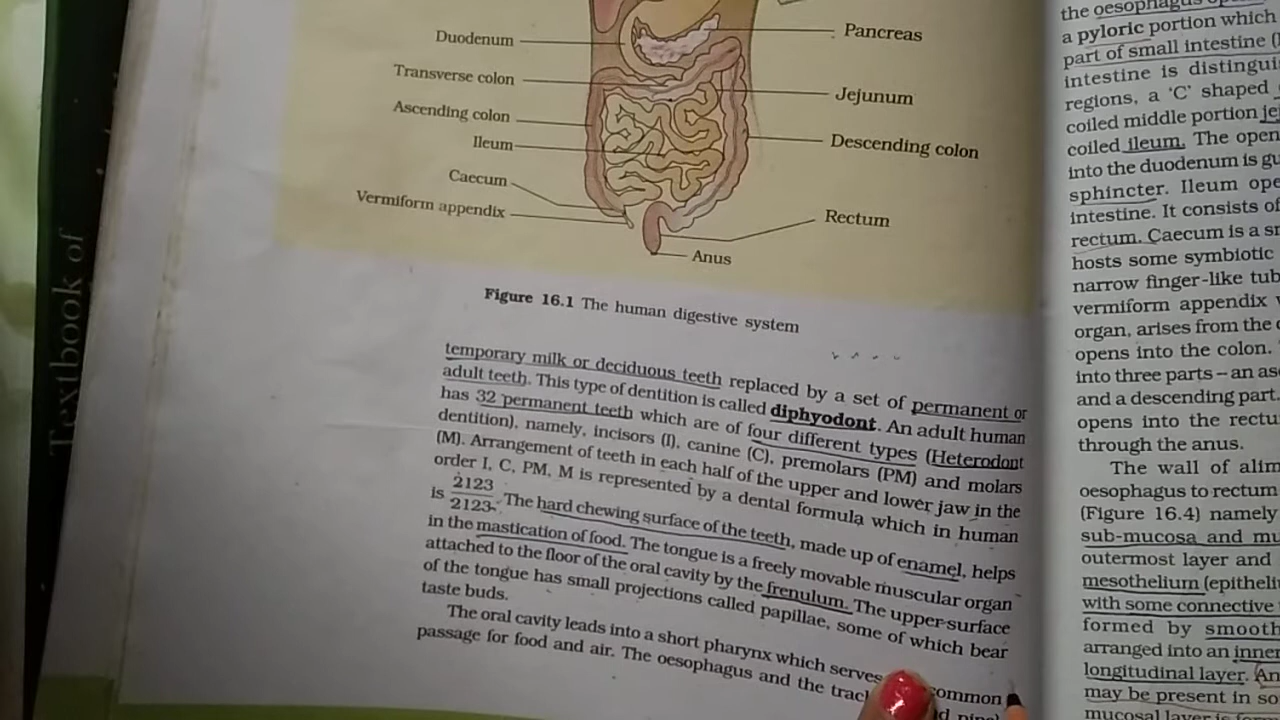 Textbook of
Duodenum
Transverse colon
Ascending colon
Ileum
Caecum
Vermiform appendix
Pancreas
Jejunum
Descending colon
Rectum
Anus
Figure 16.1 The human digestive system
temporary milk or deciduous teeth replaced by a set of permanent or
adult teeth. This type of dentition is called diphyodont. An adult human
has 32 permanent teeth which are of four different types (Heterodont
dentition), namely, incisors (I), canine (C), premolars (PM) and molars
(M). Arrangement of teeth in each half of the upper and lower jaw in the
order I, C, PM, M is represented by a dental formula which in human
is 2123/2123. The hard chewing surface of the teeth, made up of enamel, helps
in the mastication of food. The tongue is a freely movable muscular organ
attached to the floor of the oral cavity by the frenulum. The upper surface
of the tongue has small projections called papillae, some of which bear
taste buds.
The oral cavity leads into a short pharynx which serves common
passage for food and air. The oesophagus and the
the oesophagus
a pyloric portion which
part of small intestine
intestine is
regions, a 'C' shaped
coiled middle portion
coiled ileum. The
into the duodenum is
sphincter. Ileum
intestine. It consists of
rectum. Caecum is a
hosts some symbiotic
narrow finger-like
vermiform appendix
organ, arises from the
opens into the colon.
into three parts – an
and a descending part.
opens into the
through the anus.
The wall of
oesophagus to rectum
(Figure 16.4) namely
sub-mucosa and
outermost layer and
mesothelium
with some connective
formed by smooth
arranged into an inner
longitudinal layer.
may be present in
mucosal layer is